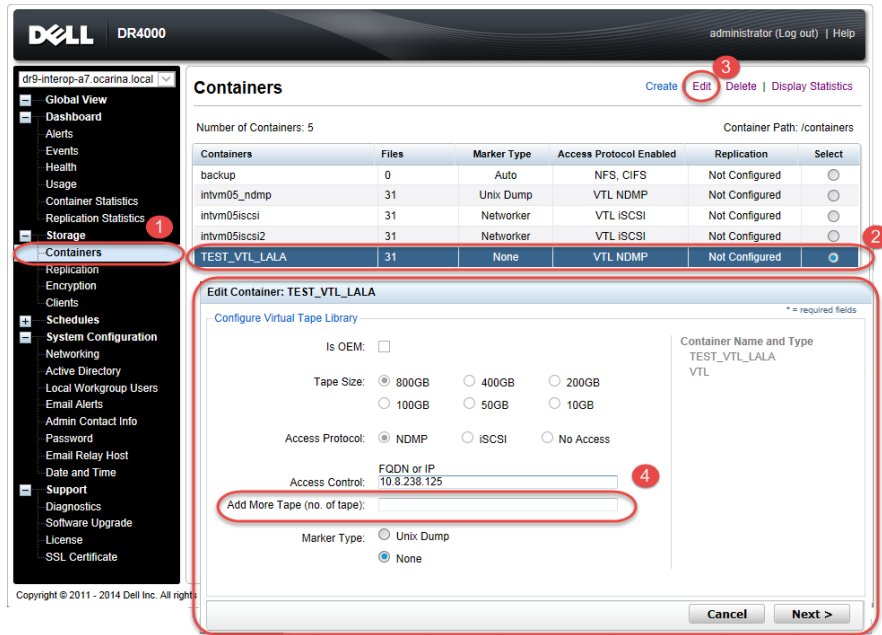 DELL DR4000 administrator (Log out) | Help
dr9-interop-a7.ocarina.local
Global View
Dashboard
Alerts
Events
Health
Usage
Container Statistics
Replication Statistics
1
Storage
Containers
Replication
Encryption
Clients
Schedules
System Configuration
Networking
Active Directory
Local Workgroup Users
Email Alerts
Admin Contact Info
Password
Email Relay Host
Date and Time
Support
Diagnostics
Software Upgrade
License
SSL Certificate
Copyright © 2011 - 2014 Dell Inc. All rights
3
Containers Create Edit Delete | Display Statistics
Number of Containers: 5 Container Path: /containers
Containers Files Marker Type Access Protocol Enabled Replication Select
backup 0 Auto NFS, CIFS Not Configured
intvm05_ndmp 31 Unix Dump VTL NDMP Not Configured
intvm05iscsi 31 Networker VTL iSCSI Not Configured
intvm05iscsi2 31 Networker VTL iSCSI Not Configured
2
TEST_VTL_LALA 31 None VTL NDMP Not Configured
Edit Container: TEST_VTL_LALA
* = required fields
Configure Virtual Tape Library
Is OEM:
Tape Size: 800GB 400GB 200GB
100GB 50GB 10GB
Access Protocol: NDMP iSCSI No Access
FQDN or IP
Access Control: 10.8.238.125
4
Add More Tape (no. of tape):
Marker Type: Unix Dump
None
Container Name and Type
TEST_VTL_LALA
VTL
Cancel Next >